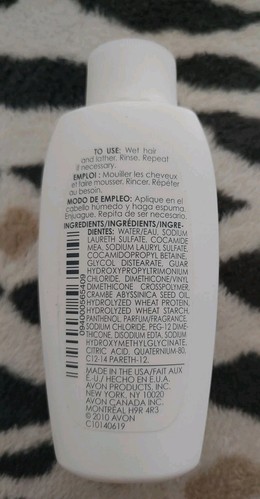 TO USE: Wet hair
and lather. Rinse. Repeat
if necessary.
EMPLOI : Mouiller les cheveux
et faire mousser. Rincer. Répéter
au besoin.
MODO DE EMPLEO: Aplique en el
cabello húmedo y haga espuma.
Enjuague. Repita de ser necesario.
INGREDIENTS/INGRÉDIENTS/INGRE-
DIENTES: WATER/EAU, SODIUM
LAURETH SULFATE, COCAMIDE
MEA, SODIUM LAURYL SULFATE,
COCAMIDOPROPYL BETAINE,
GLYCOL DISTEARATE, GUAR
HYDROXYPROPYLTRIMONIUM
CHLORIDE, DIMETHICONE/VINYL
DIMETHICONE CROSSPOLYMER,
CRAMBE ABYSSINICA SEED OIL,
HYDROLYZED WHEAT PROTEIN,
HYDROLYZED WHEAT STARCH,
PANTHENOL, PARFUM/FRAGRANCE,
SODIUM CHLORIDE, PEG-12 DIME-
THICONE, DISODIUM EDTA, SODIUM
HYDROXYMETHYLGLYCINATE,
CITRIC ACID, QUATERNIUM-80,
C12-14 PARETH-12.
MADE IN THE USA/FAIT AUX
E.-U./ HECHO EN E.U.A.
AVON PRODUCTS, INC.
NEW YORK, NY 10020
AVON CANADA INC.
MONTRÉAL H9R 4R3
© 2010 AVON
C10140619